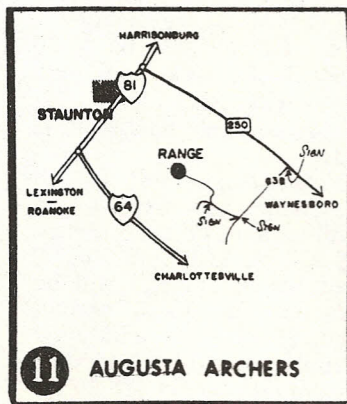 HARRISONBURG
81
STAUNTON
250
SIGN
RANGE
638
LEXINGTON
—
ROANOKE
WAYNESBORO
64
SIGN
SIGN
CHARLOTTESVILLE
11 AUGUSTA ARCHERS